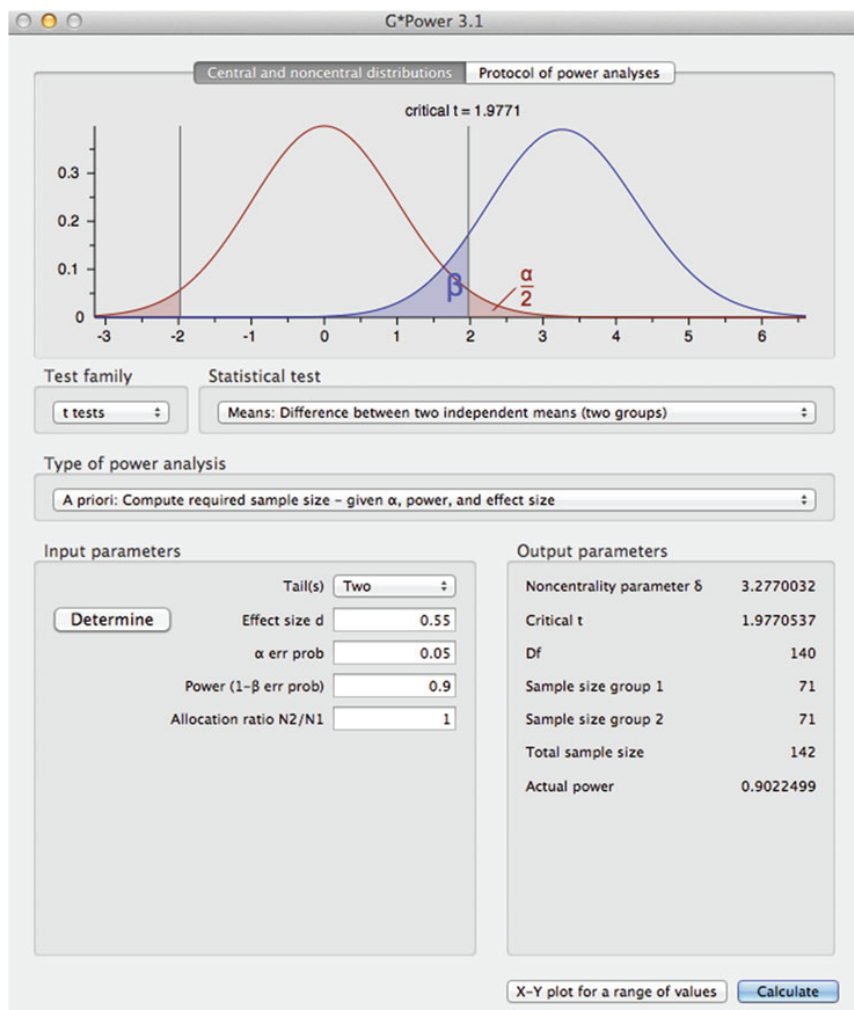 G*Power 3.1
Central and noncentral distributions Protocol of power analyses
critical t = 1.9771
0.3
0.2
0.1
0
β
α
2
-3 -2 -1 0 1 2 3 4 5 6
Test family Statistical test
t tests Means: Difference between two independent means (two groups)
Type of power analysis
A priori: Compute required sample size – given α, power, and effect size
Input parameters Output parameters
Tail(s) Two Noncentrality parameter δ 3.2770032
Determine Effect size d 0.55 Critical t 1.9770537
α err prob 0.05 Df 140
Power (1-β err prob) 0.9 Sample size group 1 71
Allocation ratio N2/N1 1 Sample size group 2 71
Total sample size 142
Actual power 0.9022499
X-Y plot for a range of values Calculate